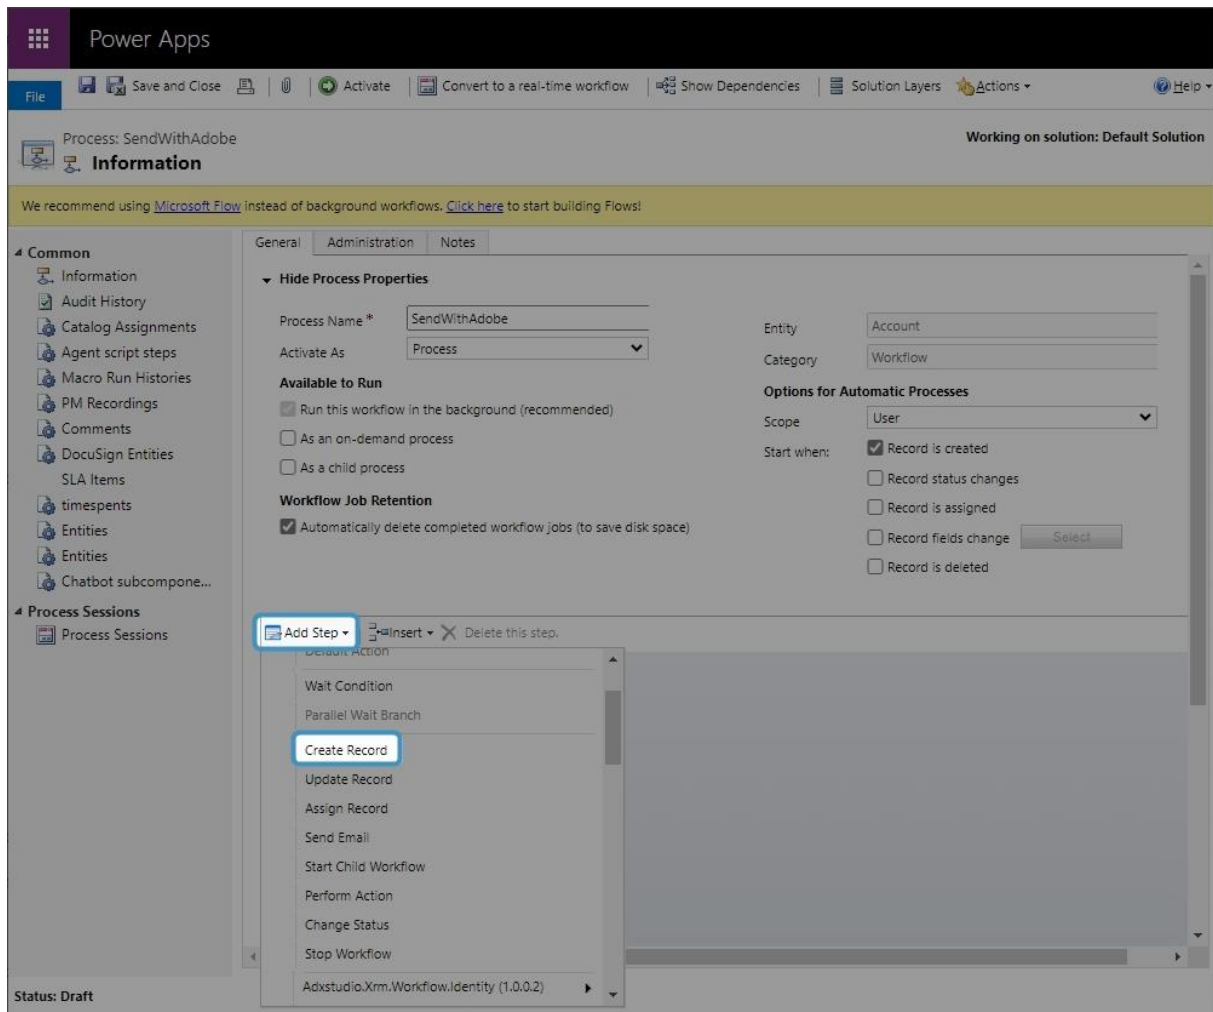 Power Apps
File Save and Close Activate Convert to a real-time workflow Show Dependencies Solution Layers Actions Help
Process: SendWithAdobe
Information
Working on solution: Default Solution
We recommend using Microsoft Flow instead of background workflows. Click here to start building Flows!
Common
Information
Audit History
Catalog Assignments
Agent script steps
Macro Run Histories
PM Recordings
Comments
DocuSign Entities
SLA Items
timespents
Entities
Entities
Chatbot subcompone...
Process Sessions
Process Sessions
General Administration Notes
Hide Process Properties
Process Name * SendWithAdobe
Activate As Process
Available to Run
Run this workflow in the background (recommended)
As an on-demand process
As a child process
Workflow Job Retention
Automatically delete completed workflow jobs (to save disk space)
Entity Account
Category Workflow
Options for Automatic Processes
Scope User
Start when: Record is created
Record status changes
Record is assigned
Record fields change Select
Record is deleted
Add Step Insert Delete this step.
Default Action
Wait Condition
Parallel Wait Branch
Create Record
Update Record
Assign Record
Send Email
Start Child Workflow
Perform Action
Change Status
Stop Workflow
Adxstudio.Xrm.Workflow.Identity (1.0.0.2)
Status: Draft